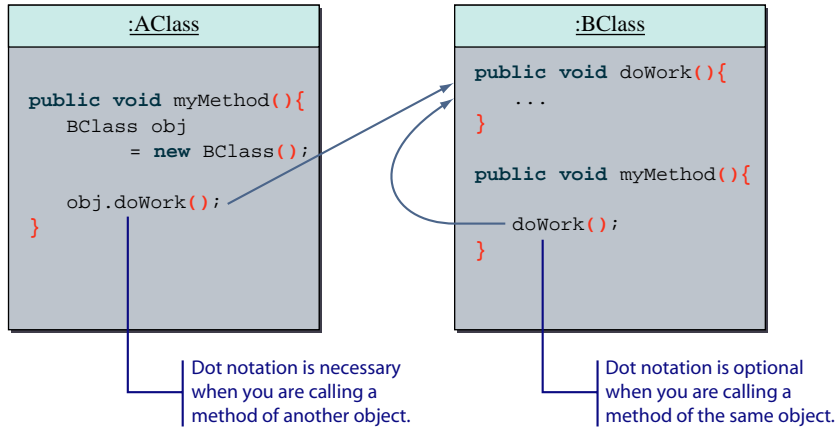 :AClass
public void myMethod(){
BClass obj
= new BClass();
obj.doWork();
}
Dot notation is necessary
when you are calling a
method of another object.
:BClass
public void doWork(){
...
}
public void myMethod(){
doWork();
}
Dot notation is optional
when you are calling a
method of the same object.